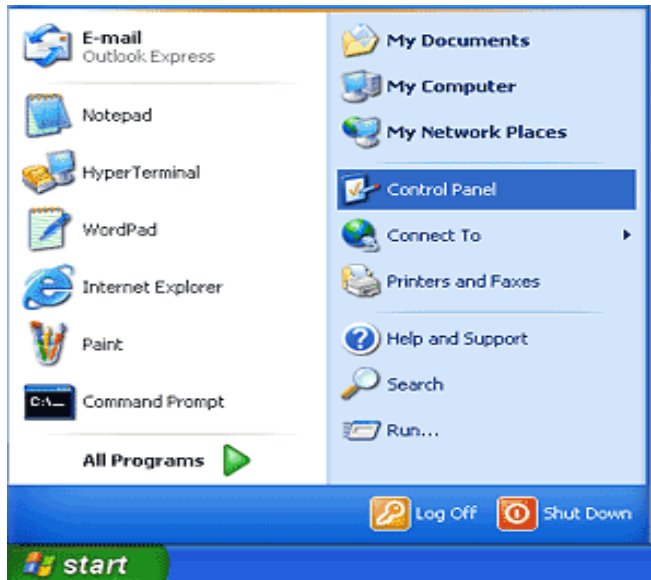 E-mail
Outlook Express
Notepad
HyperTerminal
WordPad
Internet Explorer
Paint
C:\_
Command Prompt
All Programs
My Documents
My Computer
My Network Places
Control Panel
Connect To
Printers and Faxes
Help and Support
Search
Run...
Log Off
Shut Down
start